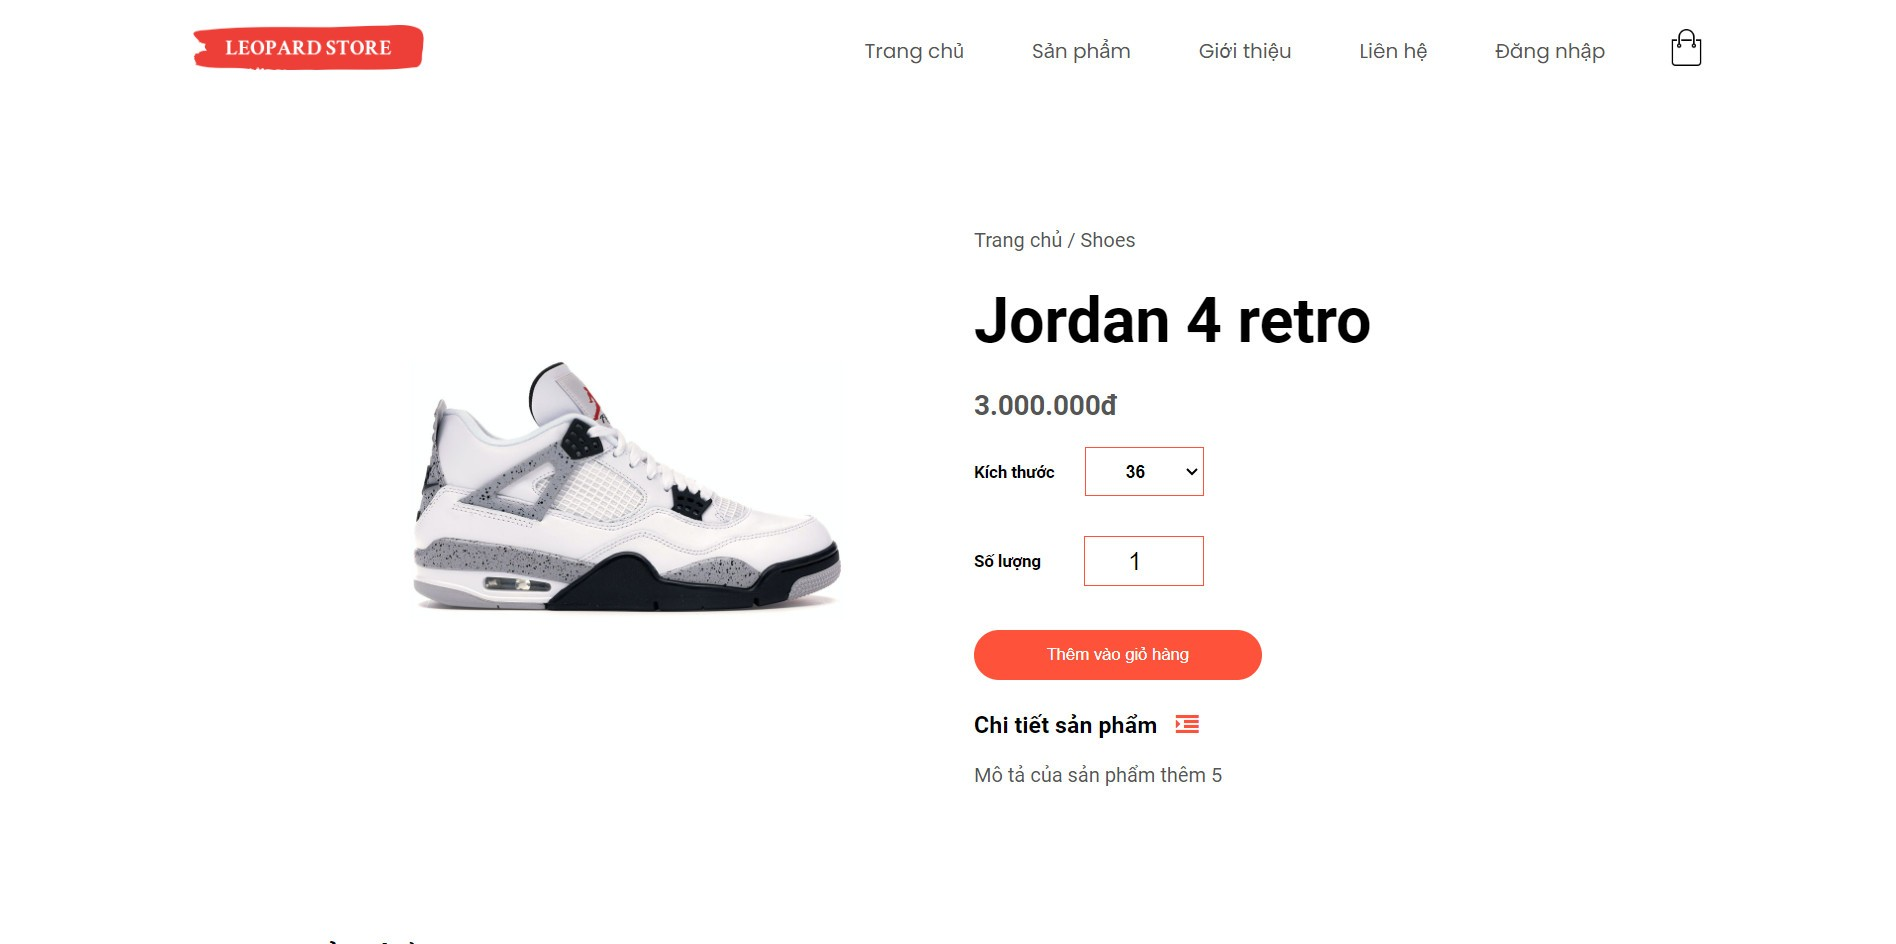 LEOPARD STORE
Trang chủ
Sản phẩm
Giới thiệu
Liên hệ
Đăng nhập
Trang chủ / Shoes
Jordan 4 retro
3.000.000đ
Kích thước
36
Số lượng
1
Thêm vào giỏ hàng
Chi tiết sản phẩm
Mô tả của sản phẩm thêm 5